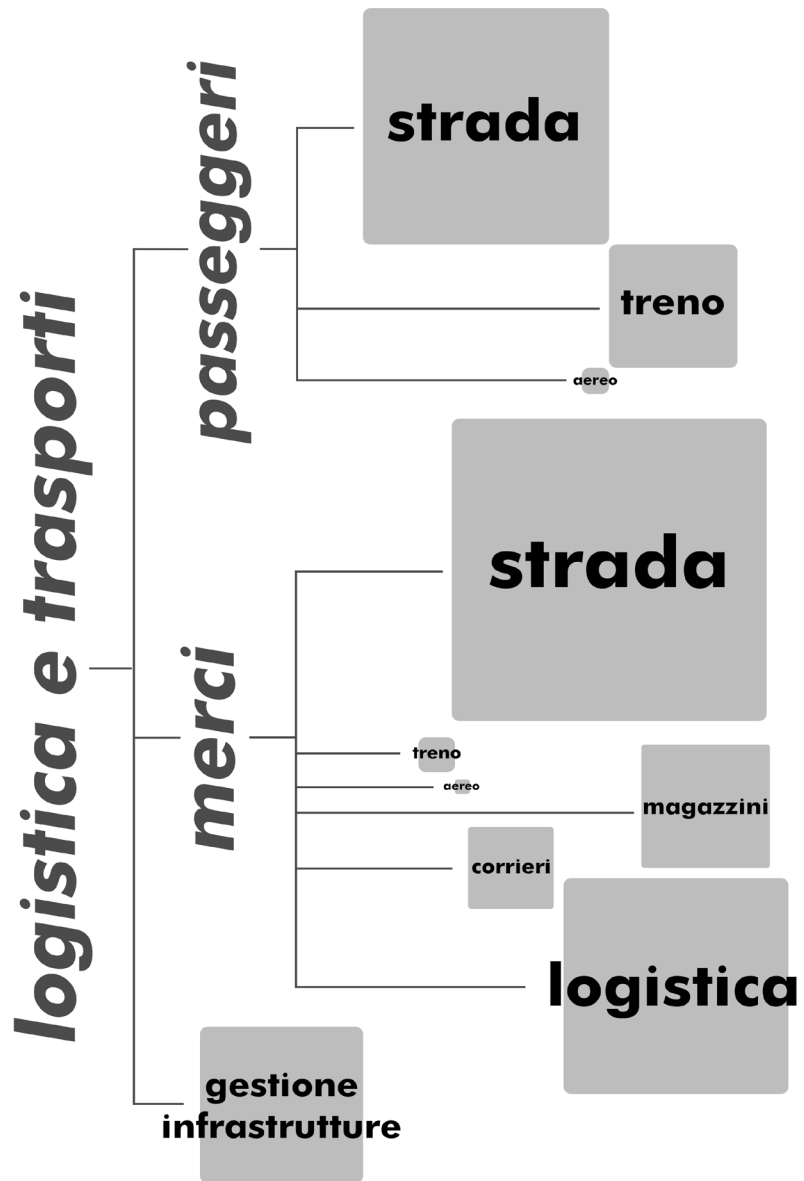 logistica e trasporti
passeggeri
strada
treno
aereo
merci
strada
treno
aereo
magazzini
corrieri
logistica
gestione
infrastrutture